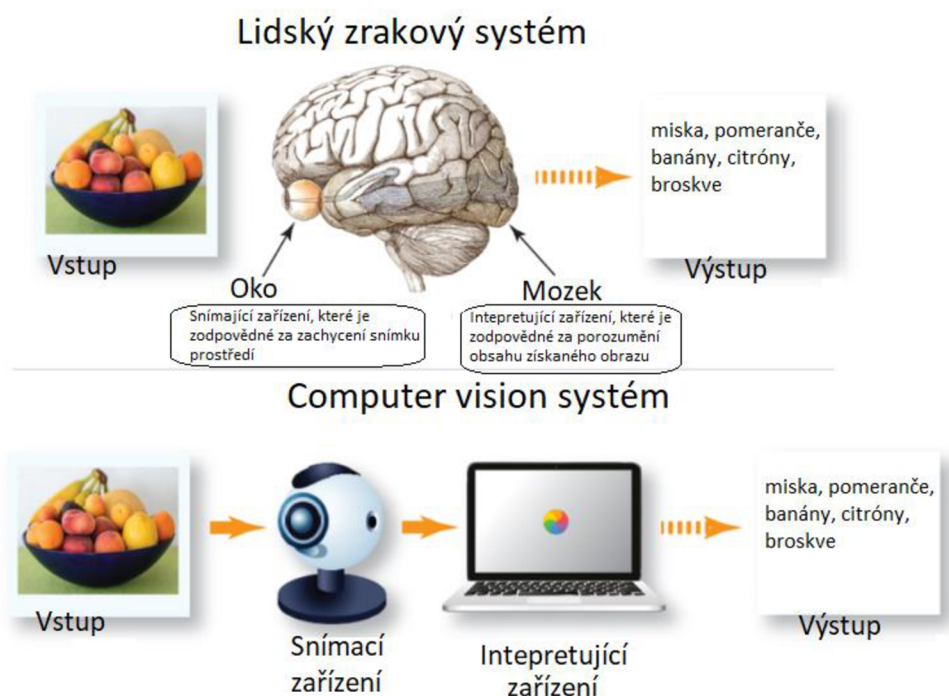 Lidský zrakový systém
miska, pomeranče,
banány, citróny,
broskve
Vstup
Výstup
Oko
Snímající zařízení, které je
zodpovědné za zachycení snímku
prostředí
Mozek
Intepretující zařízení, které je
zodpovědné za porozumění
obsahu získaného obrazu
Computer vision systém
miska, pomeranče,
banány, citróny,
broskve
Vstup
Snímací
zařízení
Intepretující
zařízení
Výstup